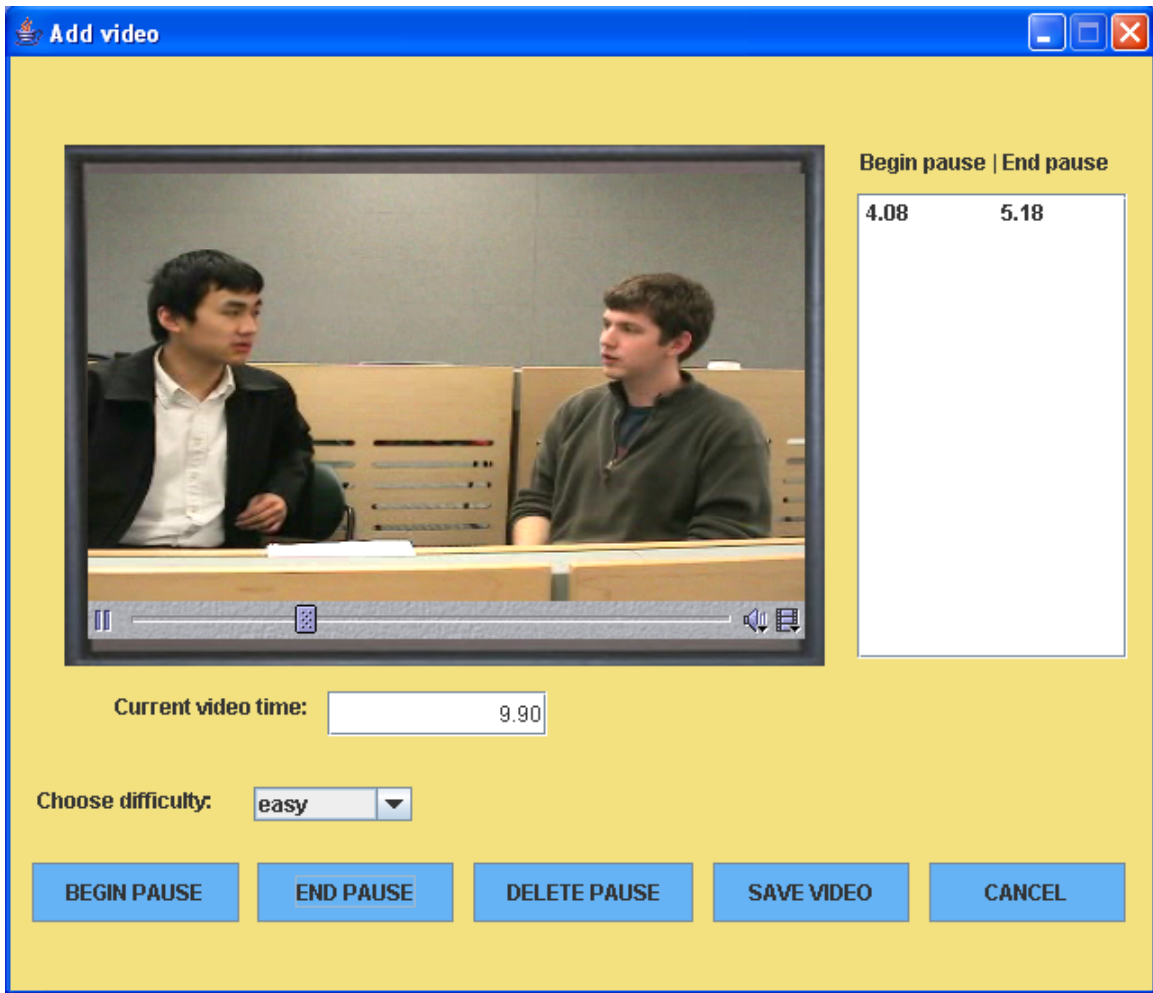 Add video
Begin pause | End pause
4.08 5.18
Current video time: 9.90
Choose difficulty: easy
BEGIN PAUSE END PAUSE DELETE PAUSE SAVE VIDEO CANCEL